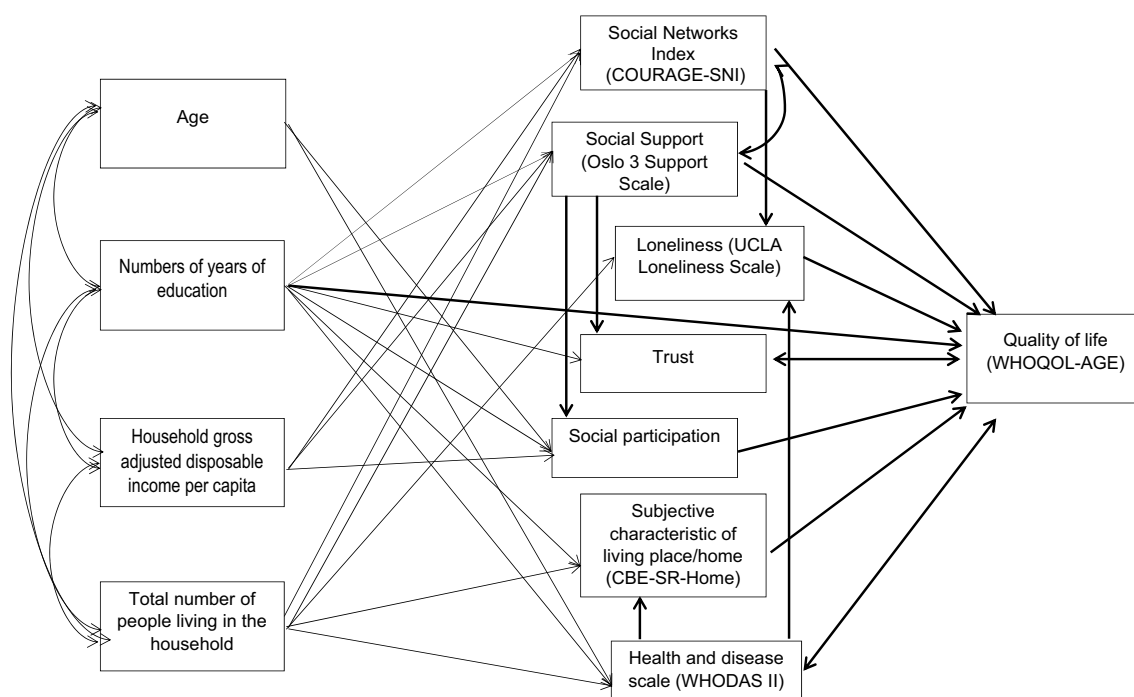 Age
Numbers of years of
education
Household gross
adjusted disposable
income per capita
Total number of
people living in the
household
Social Networks
Index
(COURAGE-SNI)
Social Support
(Oslo 3 Support
Scale)
Loneliness (UCLA
Loneliness Scale)
Trust
Social participation
Subjective
characteristic of
living place/home
(CBE-SR-Home)
Health and disease
scale (WHODAS II)
Quality of life
(WHOQOL-AGE)